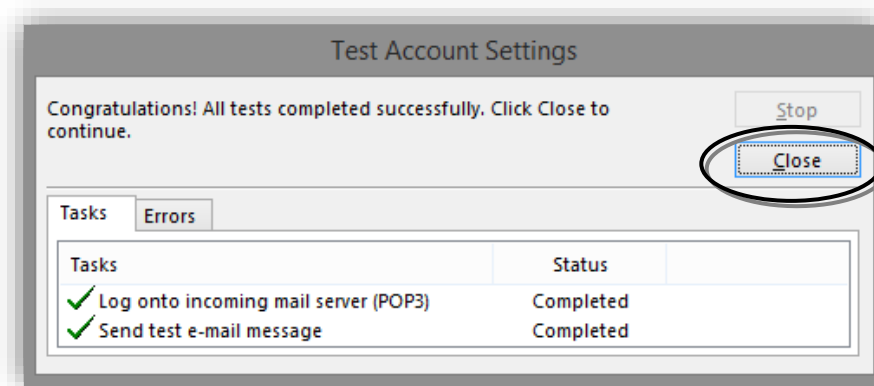 Test Account Settings
Congratulations! All tests completed successfully. Click Close to
continue.
Stop
Close
Tasks
Errors
Tasks Status
Log onto incoming mail server (POP3) Completed
Send test e-mail message Completed